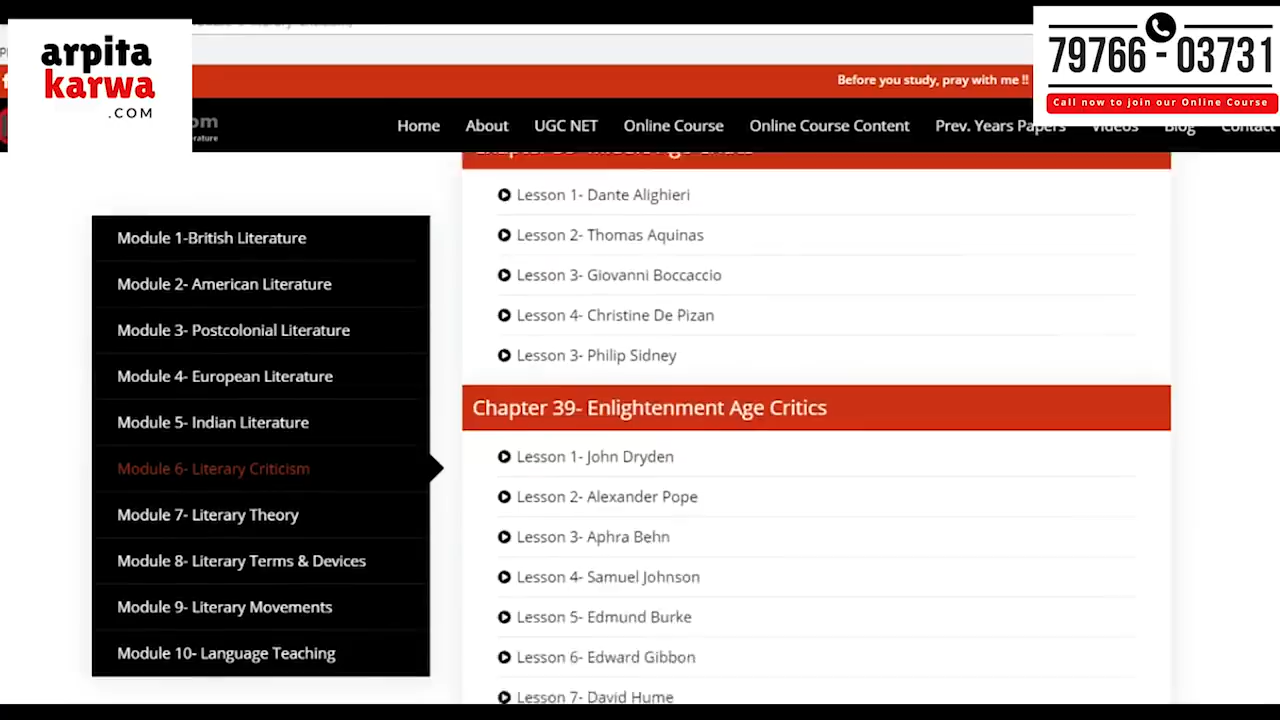 arpita
karwa
.COM
79766 - 03731
Call now to join our Online Course
Before you study, pray with me !!
Home
About
UGC NET
Online Course
Online Course Content
Prev. Years Papers
Videos
Blog
Contact
Lesson 1- Dante Alighieri
Lesson 2- Thomas Aquinas
Lesson 3- Giovanni Boccaccio
Lesson 4- Christine De Pizan
Lesson 3- Philip Sidney
Module 1-British Literature
Module 2- American Literature
Module 3- Postcolonial Literature
Module 4- European Literature
Module 5- Indian Literature
Module 6- Literary Criticism
Module 7- Literary Theory
Module 8- Literary Terms & Devices
Module 9- Literary Movements
Module 10- Language Teaching
Chapter 39- Enlightenment Age Critics
Lesson 1- John Dryden
Lesson 2- Alexander Pope
Lesson 3- Aphra Behn
Lesson 4- Samuel Johnson
Lesson 5- Edmund Burke
Lesson 6- Edward Gibbon
Lesson 7- David Hume